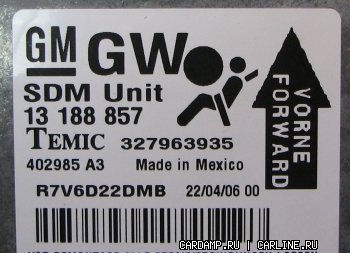 GM GW
SDM Unit
13 188 857
TEMIC 327963935
402985 A3 Made in Mexico
R7V6D22DMB 22/04/06 00
VORNE
FORWARD
CARDAMP.RU | CARLINE.RU